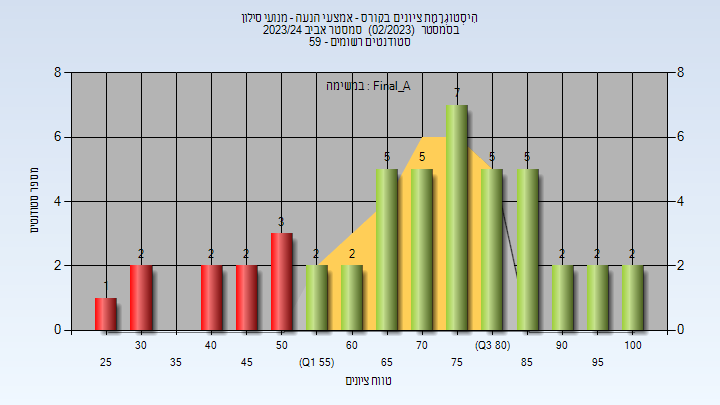 היסְטוֹגְרָמַת ציונים בקורס - אמצעי הנעה - מנועי סילון
בסמסטר (02/2023) סמסטר אביב 2023/24
סטודנטים רשומים - 59
במשימה : Final_A
מספר סטודנטים
8 8
6 6
4 4
2 2
0 0
1 2 2 2 3 2 2 5 5 7 5 5 2 2 2
30 40 50 60 70 (Q3 80) 90 100
25 35 45 (Q1 55) 65 75 85 95
טווח ציונים